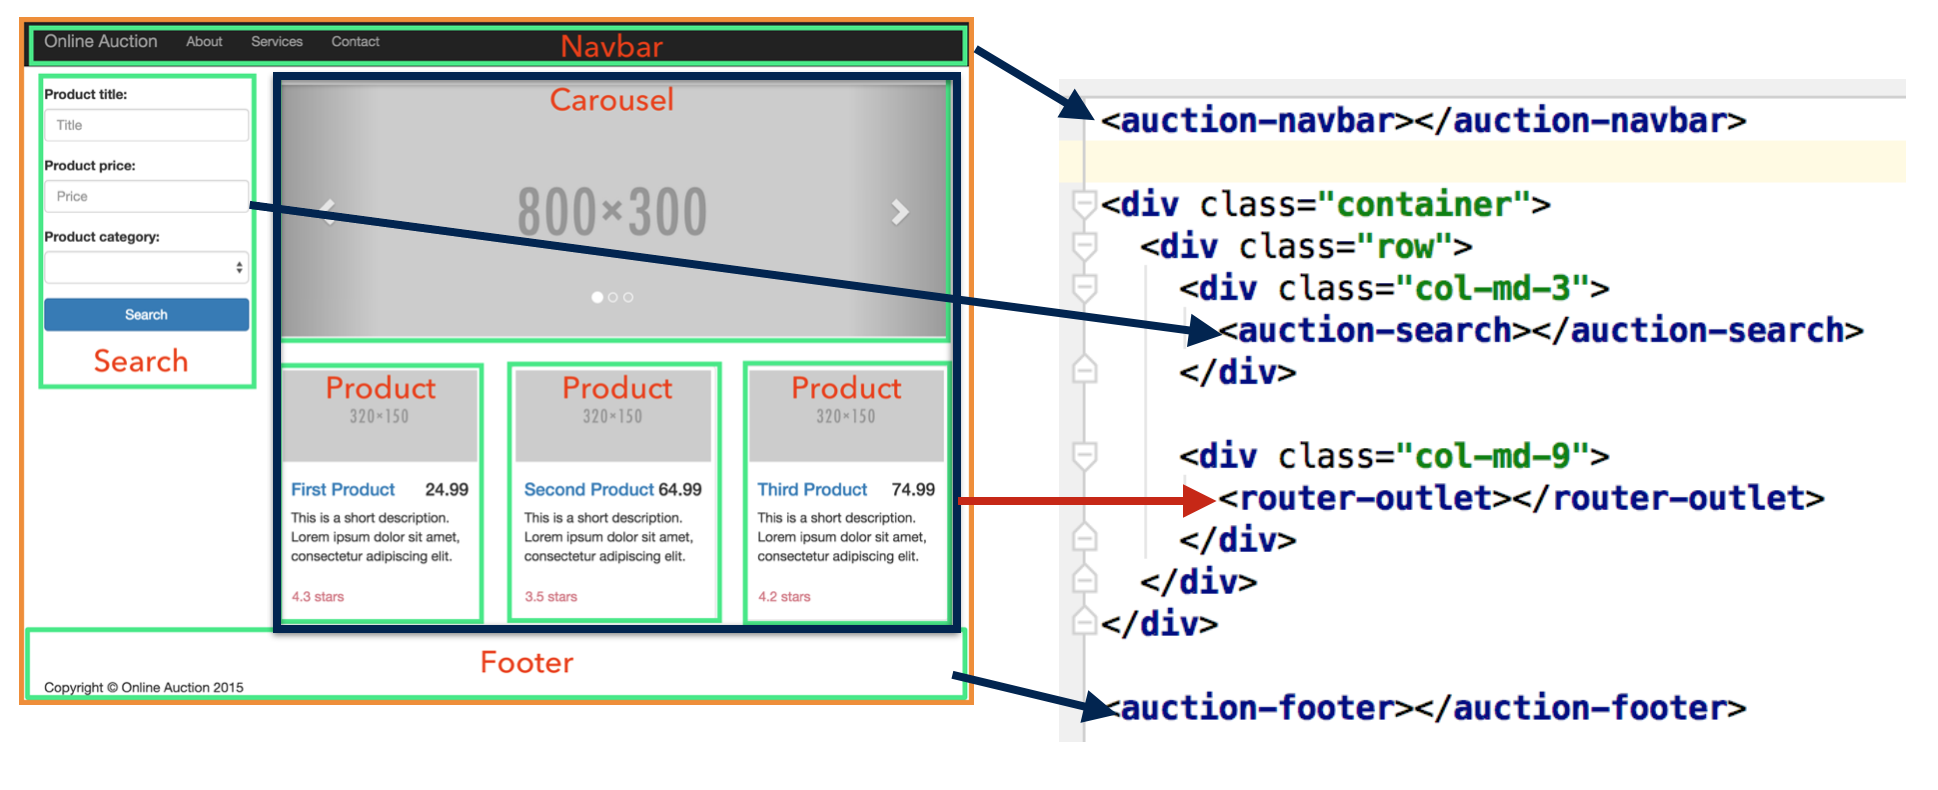 Online Auction About Services Contact
Navbar
Product title:
Title
Product price:
Price
Product category:
Search
Search
Carousel
800×300
Product
320×150
First Product 24.99
This is a short description.
Lorem ipsum dolor sit amet,
consectetur adipiscing elit.
4.3 stars
Product
320×150
Second Product 64.99
This is a short description.
Lorem ipsum dolor sit amet,
consectetur adipiscing elit.
3.5 stars
Product
320×150
Third Product 74.99
This is a short description.
Lorem ipsum dolor sit amet,
consectetur adipiscing elit.
4.2 stars
Footer
Copyright © Online Auction 2015
<auction-navbar></auction-navbar>
<div class="container">
<div class="row">
<div class="col-md-3">
<auction-search></auction-search>
</div>
<div class="col-md-9">
<router-outlet></router-outlet>
</div>
</div>
</div>
<auction-footer></auction-footer>